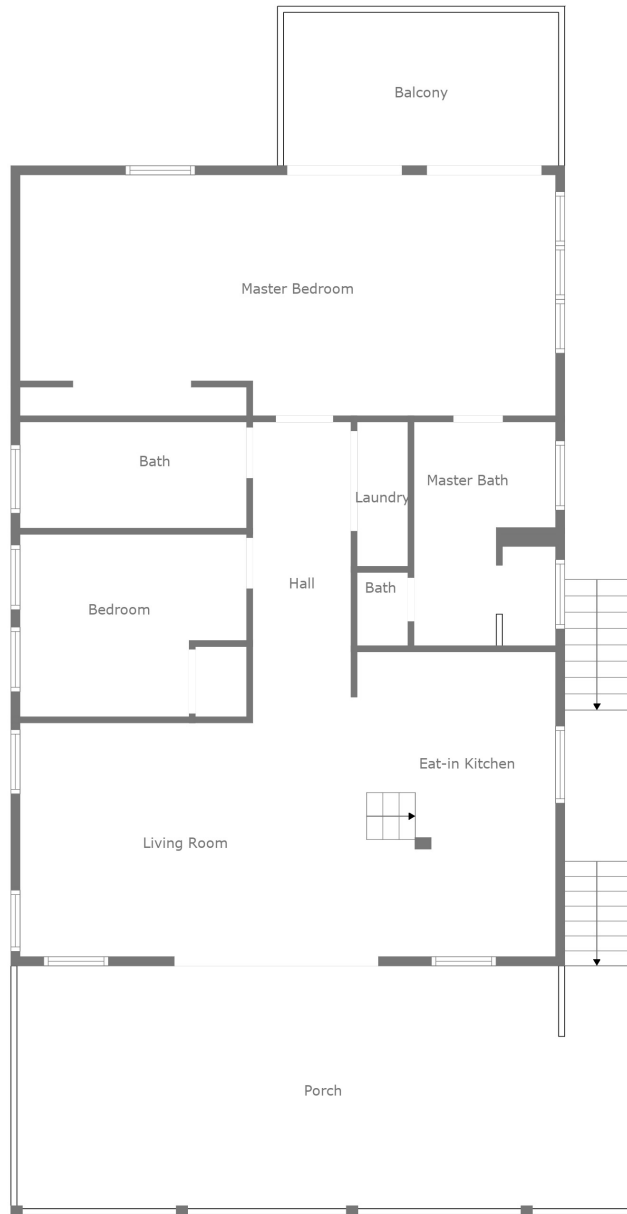 Balcony
Master Bedroom
Bath
Master Bath
Laundry
Hall
Bath
Bedroom
Eat-in Kitchen
Living Room
Porch